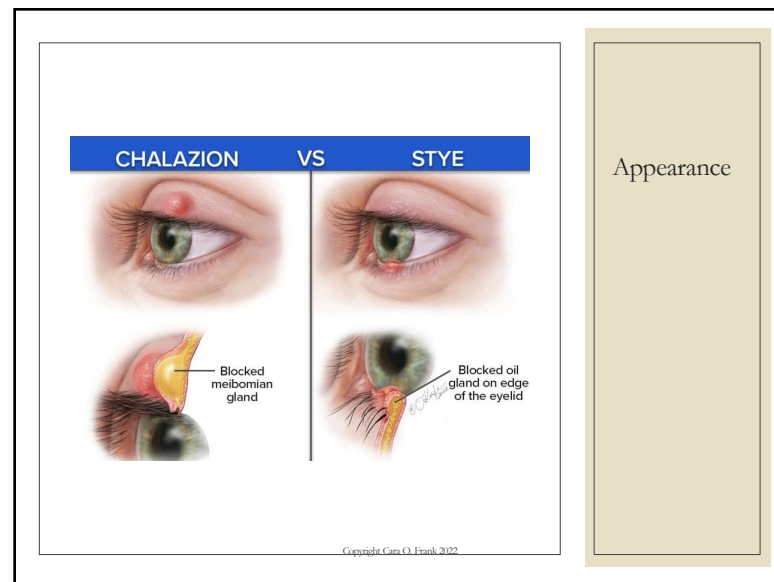 CHALAZION VS STYE
Appearance
Blocked
meibomian
gland
Blocked oil
gland on edge
of the eyelid
Copyright Cara O. Frank 2022